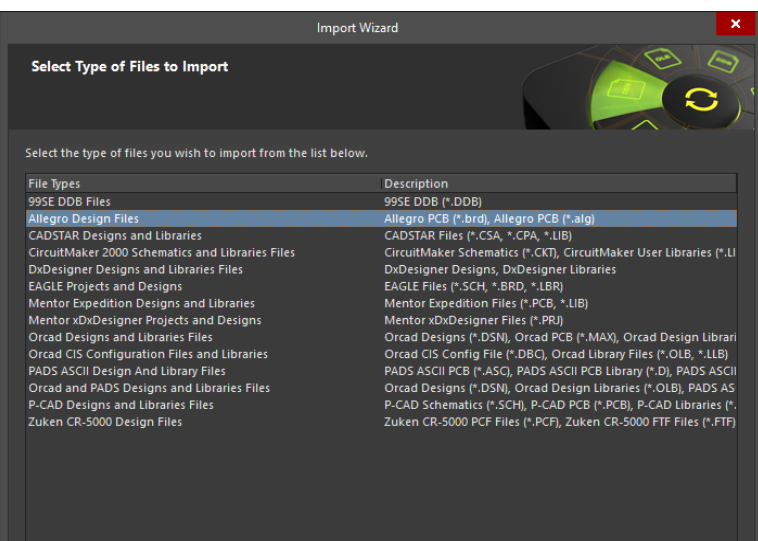 Import Wizard
Select Type of Files to Import
Select the type of files you wish to import from the list below.
File Types Description
99SE DDB Files 99SE DDB (*.DDB)
Allegro Design Files Allegro PCB (*.brd), Allegro PCB (*.alg)
CADSTAR Designs and Libraries CADSTAR Files (*.CSA, *.CPA, *.LIB)
CircuitMaker 2000 Schematics and Libraries Files CircuitMaker Schematics (*.CKT), CircuitMaker User Libraries (*.LI
DxDesigner Designs and Libraries Files DxDesigner Designs, DxDesigner Libraries
EAGLE Projects and Designs EAGLE Files (*.SCH, *.BRD, *.LBR)
Mentor Expedition Designs and Libraries Mentor Expedition Files (*.PCB, *.LIB)
Mentor xDxDesigner Projects and Designs Mentor xDxDesigner Files (*.PRJ)
Orcad Designs and Libraries Files Orcad Designs (*.DSN), Orcad PCB (*.MAX), Orcad Design Librari
Orcad CIS Configuration Files and Libraries Orcad CIS Config File (*.DBC), Orcad Library Files (*.OLB, *.LLB)
PADS ASCII Design And Library Files PADS ASCII PCB (*.ASC), PADS ASCII PCB Library (*.D), PADS ASCII
Orcad and PADS Designs and Libraries Files Orcad Designs (*.DSN), Orcad Design Libraries (*.OLB), PADS AS
P-CAD Designs and Libraries Files P-CAD Schematics (*.SCH), P-CAD PCB (*.PCB), P-CAD Libraries (*.
Zuken CR-5000 Design Files Zuken CR-5000 PCF Files (*.PCF), Zuken CR-5000 FTF Files (*.FTF)